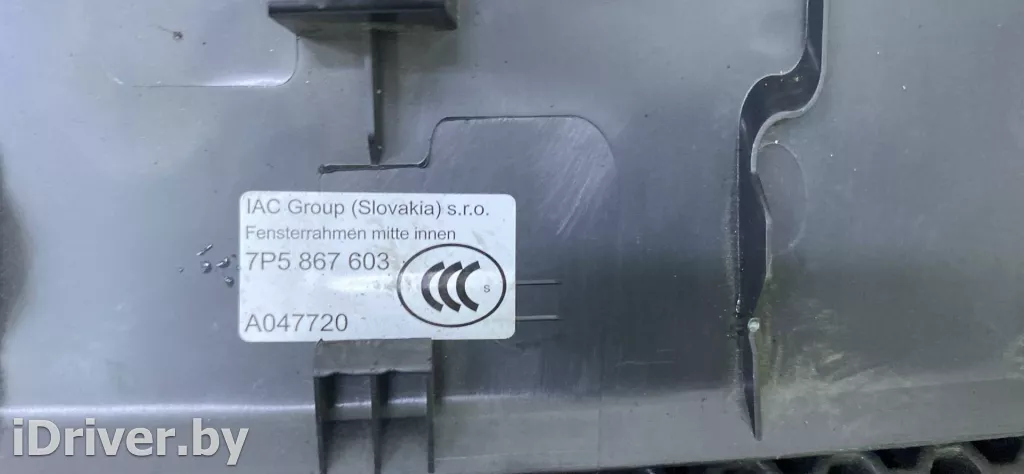 IAC Group (Slovakia) s.r.o.
Fensterrahmen mitte innen
7P5 867 603
CCC S
A047720
iDriver.by